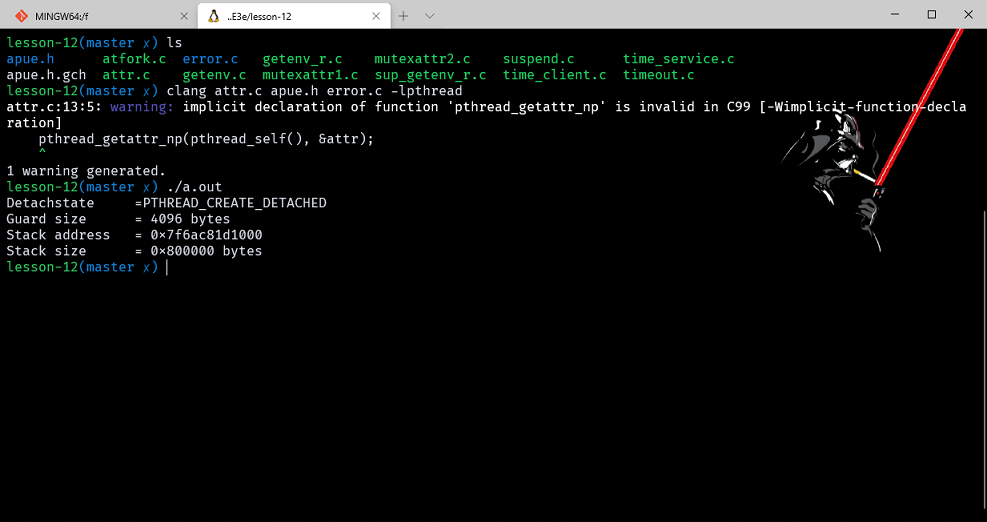 MINGW64:/f
..E3e/lesson-12
lesson-12(master x) ls
apue.h      atfork.c  error.c   getenv_r.c    mutexattr2.c    suspend.c      time_service.c
apue.h.gch  attr.c    getenv.c  mutexattr1.c  sup_getenv_r.c  time_client.c  timeout.c
lesson-12(master x) clang attr.c apue.h error.c -lpthread
attr.c:13:5: warning: implicit declaration of function 'pthread_getattr_np' is invalid in C99 [-Wimplicit-function-decla
ration]
    pthread_getattr_np(pthread_self(), &attr);
    ^
1 warning generated.
lesson-12(master x) ./a.out
Detachstate     =PTHREAD_CREATE_DETACHED
Guard size      = 4096 bytes
Stack address   = 0×7f6ac81d1000
Stack size      = 0×800000 bytes
lesson-12(master x)